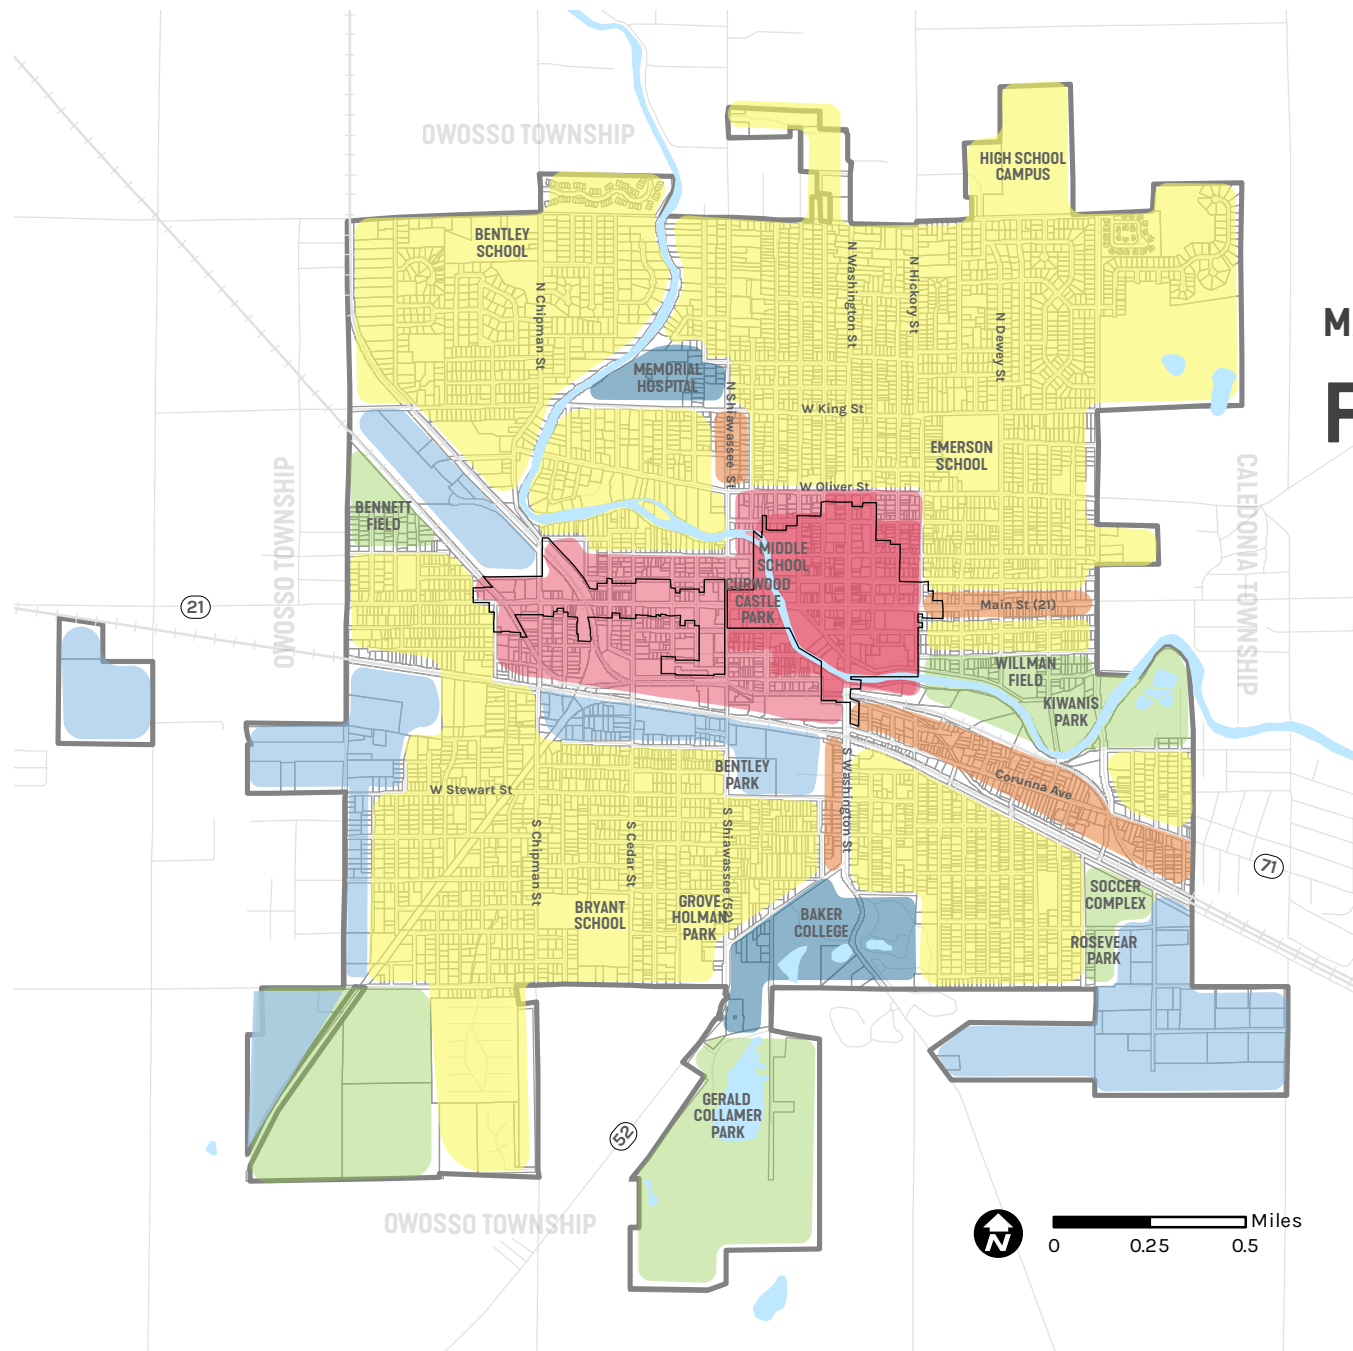 OWOSSO TOWNSHIP
HIGH SCHOOL
CAMPUS
BENTLEY
SCHOOL
N Chipman St
N Washington St
N Hickory St
N Dewey St
M
MEMORIAL
HOSPITAL
N Shiawassee St
W King St
F
EMERSON
SCHOOL
W Oliver St
BENNETT
FIELD
OWOSSO TOWNSHIP
CALEDONIA TOWNSHIP
MIDDLE
SCHOOL
CURWOOD
CASTLE
PARK
21
Main St (21)
WILLMAN
FIELD
KIWANIS
PARK
BENTLEY
PARK
W Stewart St
Corunna Ave
S Chipman St
S Cedar St
S Shiawassee (52)
S Washington St
71
SOCCER
COMPLEX
BRYANT
SCHOOL
GROVE
HOLMAN
PARK
BAKER
COLLEGE
ROSEVEAR
PARK
GERALD
COLLAMER
PARK
52
OWOSSO TOWNSHIP
N
Miles
0 0.25 0.5